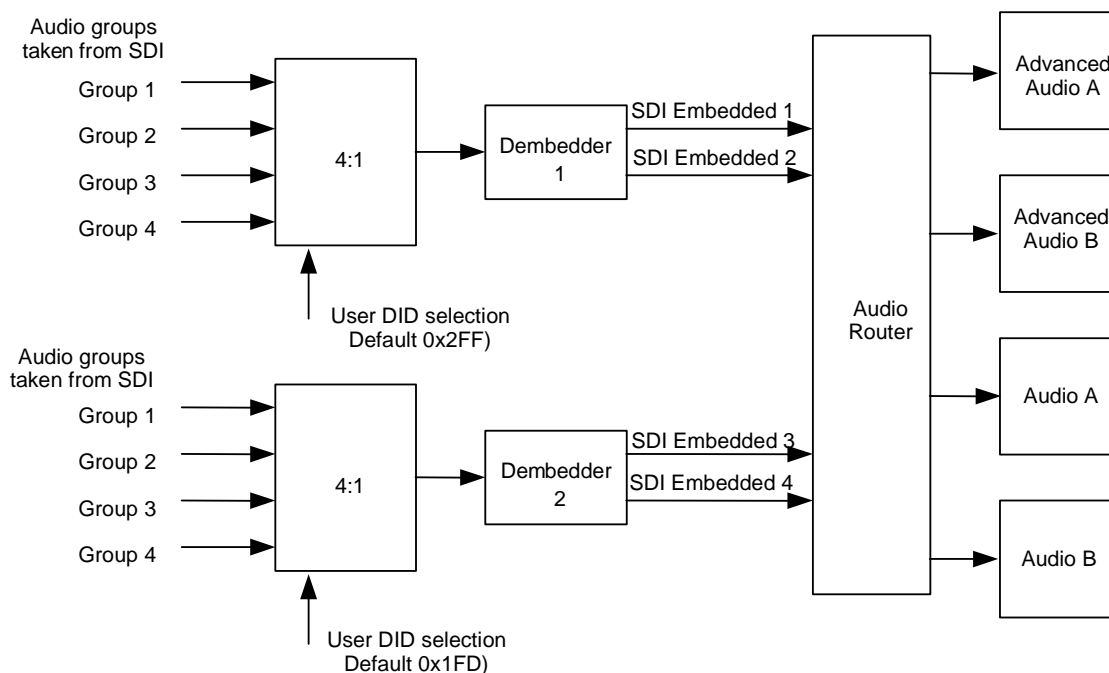 Audio groups
taken from SDI
Group 1
Group 2
Group 3
Group 4
4:1
User DID selection
Default 0x2FF)
Dembedder
1
SDI Embedded 1
SDI Embedded 2
Audio groups
taken from SDI
Group 1
Group 2
Group 3
Group 4
4:1
User DID selection
Default 0x1FD)
Dembedder
2
SDI Embedded 3
SDI Embedded 4
Audio
Router
Advanced
Audio A
Advanced
Audio B
Audio A
Audio B